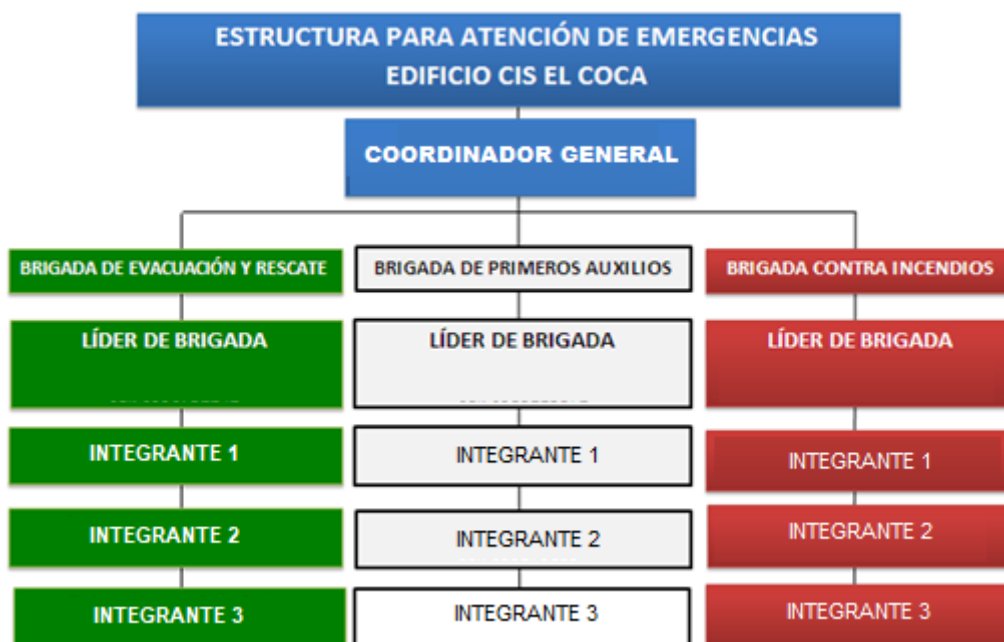 ESTRUCTURA PARA ATENCIÓN DE EMERGENCIAS
EDIFICIO CIS EL COCA
COORDINADOR GENERAL
BRIGADA DE EVACUACIÓN Y RESCATE
BRIGADA DE PRIMEROS AUXILIOS
BRIGADA CONTRA INCENDIOS
LÍDER DE BRIGADA
LÍDER DE BRIGADA
LÍDER DE BRIGADA
INTEGRANTE 1
INTEGRANTE 1
INTEGRANTE 1
INTEGRANTE 2
INTEGRANTE 2
INTEGRANTE 2
INTEGRANTE 3
INTEGRANTE 3
INTEGRANTE 3